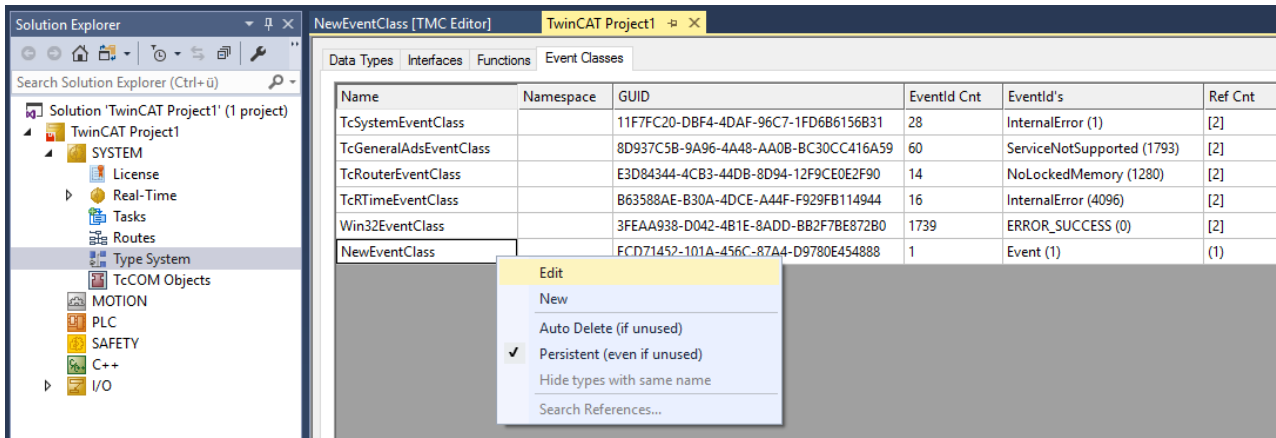 Solution Explorer
Search Solution Explorer (Ctrl+ü)
Solution 'TwinCAT Project1' (1 project)
TwinCAT Project1
SYSTEM
License
Real-Time
Tasks
Routes
Type System
TcCOM Objects
MOTION
PLC
SAFETY
C++
I/O
NewEventClass [TMC Editor] TwinCAT Project1
Data Types Interfaces Functions Event Classes
Name Namespace GUID EventId Cnt EventId's Ref Cnt
TcSystemEventClass 11F7FC20-DBF4-4DAF-96C7-1FD6B6156B31 28 InternalError (1) [2]
TcGeneralAdsEventClass 8D937C5B-9A96-4A48-AA0B-BC30CC416A59 60 ServiceNotSupported (1793) [2]
TcRouterEventClass E3D84344-4CB3-44DB-8D94-12F9CE0E2F90 14 NoLockedMemory (1280) [2]
TcRTimeEventClass B63588AE-B30A-4DCE-A44F-F929FB114944 16 InternalError (4096) [2]
Win32EventClass 3FEAA938-D042-4B1E-8ADD-BB2F7BE872B0 1739 ERROR_SUCCESS (0) [2]
NewEventClass FCD71452-101A-456C-87A4-D9780E454888 1 Event (1) (1)
Edit
New
Auto Delete (if unused)
Persistent (even if unused)
Hide types with same name
Search References...